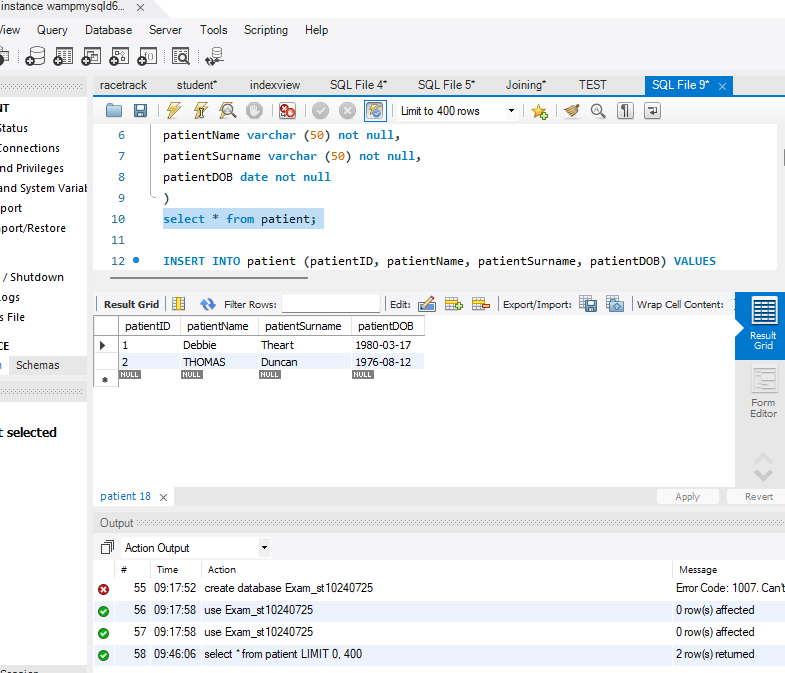 instance wampmysqld6...
View Query Database Server Tools Scripting Help
racetrack student* indexview SQL File 4* SQL File 5* Joining* TEST SQL File 9*
Limit to 400 rows
NT
Status
Connections
nd Privileges
and System Variab
port
port/Restore
/ Shutdown
ogs
s File
CE
Schemas
t selected
6 patientName varchar (50) not null,
7 patientSurname varchar (50) not null,
8 patientDOB date not null
9 )
10 select * from patient;
11
12 INSERT INTO patient (patientID, patientName, patientSurname, patientDOB) VALUES
Result Grid Filter Rows: Edit: Export/Import: Wrap Cell Content:
patientID patientName patientSurname patientDOB
1 Debbie Theart 1980-03-17
2 THOMAS Duncan 1976-08-12
NULL NULL NULL NULL
Result
Grid
Form
Editor
patient 18 Apply Revert
Output
Action Output
# Time Action Message
55 09:17:52 create database Exam_st10240725 Error Code: 1007. Can't
56 09:17:58 use Exam_st10240725 0 row(s) affected
57 09:17:58 use Exam_st10240725 0 row(s) affected
58 09:46:06 select * from patient LIMIT 0, 400 2 row(s) returned